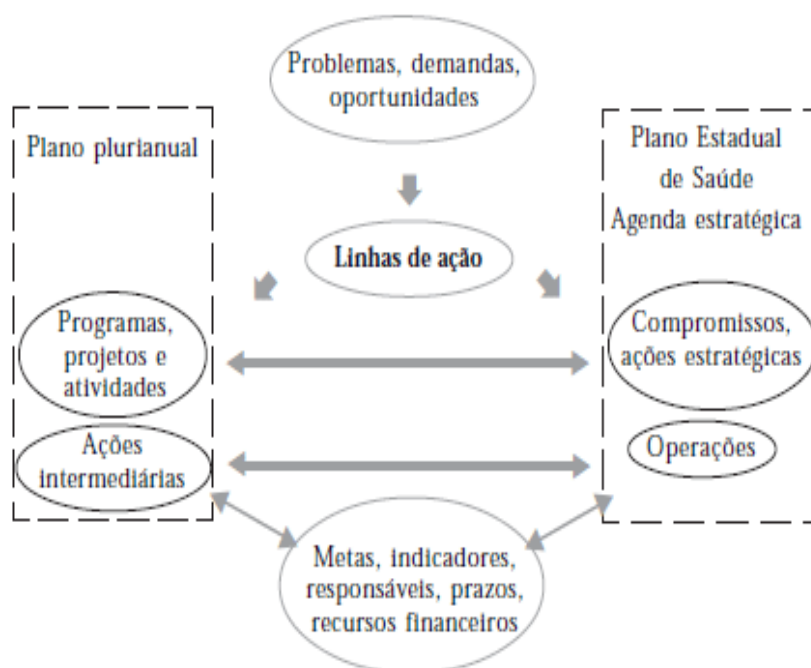 Problemas, demandas,
oportunidades
Plano plurianual
Plano Estadual
de Saúde
Agenda estratégica
Linhas de ação
Programas,
projetos e
atividades
Compromissos,
ações estratégicas
Ações
intermediárias
Operações
Metas, indicadores,
responsáveis, prazos,
recursos financeiros